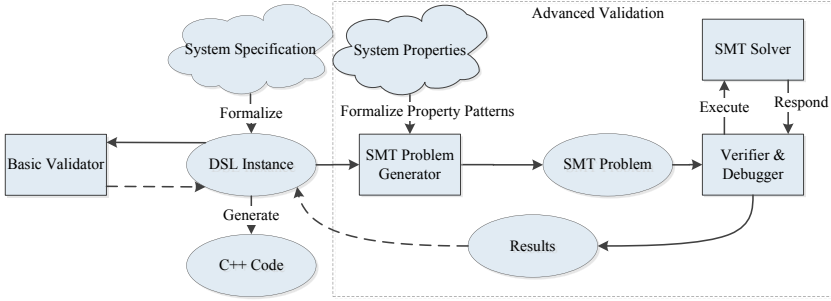 Advanced Validation
System Specification
System Properties
SMT Solver
Formalize
Formalize Property Patterns
Execute
Respond
Basic Validator
DSL Instance
SMT Problem
Generator
SMT Problem
Verifier &
Debugger
Generate
C++ Code
Results